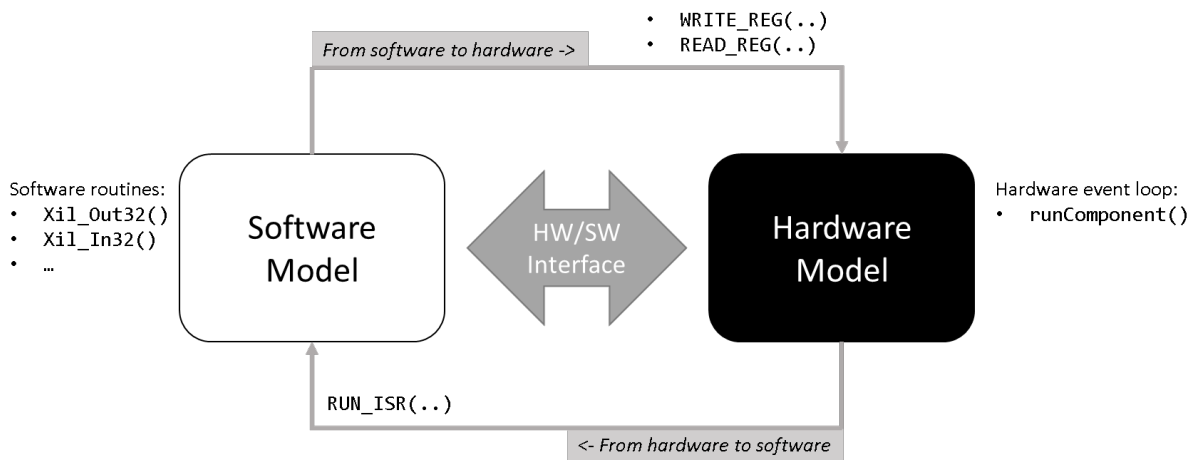 • WRITE_REG(..)
• READ_REG(..)
From software to hardware ->
Software routines:
• Xil_Out32()
• Xil_In32()
• …
Software
Model
HW/SW
Interface
Hardware
Model
Hardware event loop:
• runComponent()
RUN_ISR(..)
<- From hardware to software